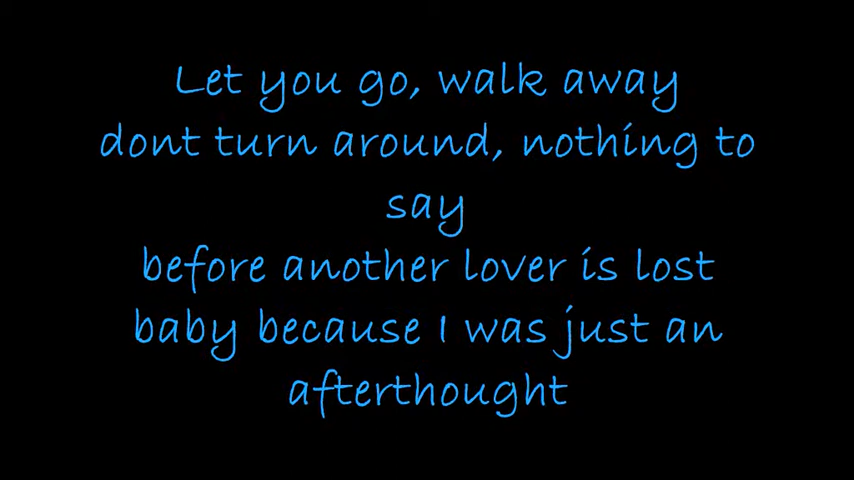 Let you go, walk away
dont turn around, nothing to
say
before another lover is lost
baby because I was just an
afterthought